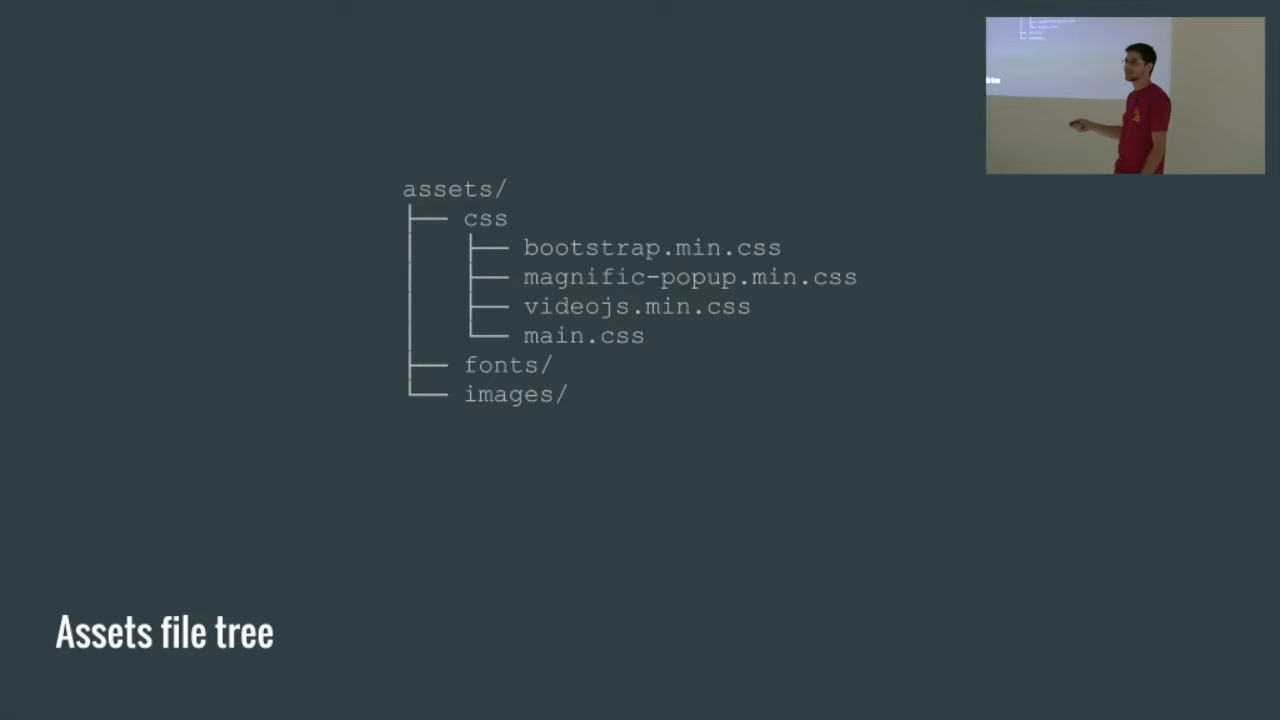 assets/
├── css
│   ├── bootstrap.min.css
│   ├── magnific-popup.min.css
│   ├── videojs.min.css
│   └── main.css
├── fonts/
└── images/
Assets file tree